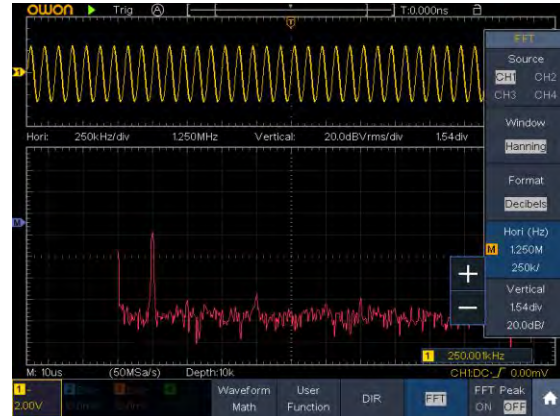 OWON Trig A T:0.000ns
FFT
Source
CH1 CH2
CH3 CH4
Window
Hanning
Format
Decibels
Hori (Hz)
M 1.250M
250k/
Vertical
1.54div
20.0dB/
1
Hori: 250kHz/div 1.250MHz Vertical: 20.0dBVrms/div 1.54div
M
+
−
1 250.001kHz
M: 10us (50MSa/s) Depth:10k CH1:DC- 0.00mV
1
2.00V
Waveform Math
User Function
DIR
FFT
FFT Peak
ON OFF